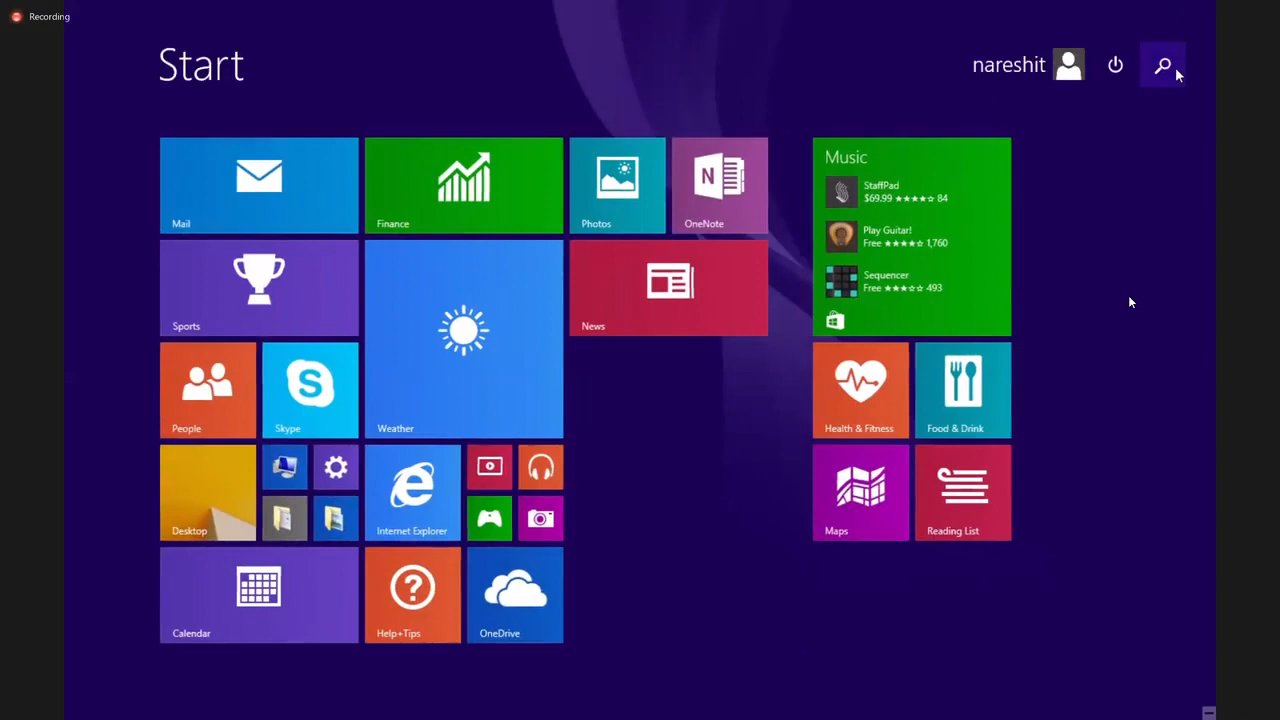 Recording
Start
nareshit
Mail
Finance
Photos
OneNote
Music
StaffPad
$69.99 ★★★★☆ 84
Play Guitar!
Free ★★★★☆ 1,760
Sequencer
Free ★★★☆☆ 493
Sports
Weather
News
People
Skype
Health & Fitness
Food & Drink
Desktop
Internet Explorer
Maps
Reading List
Calendar
Help+Tips
OneDrive